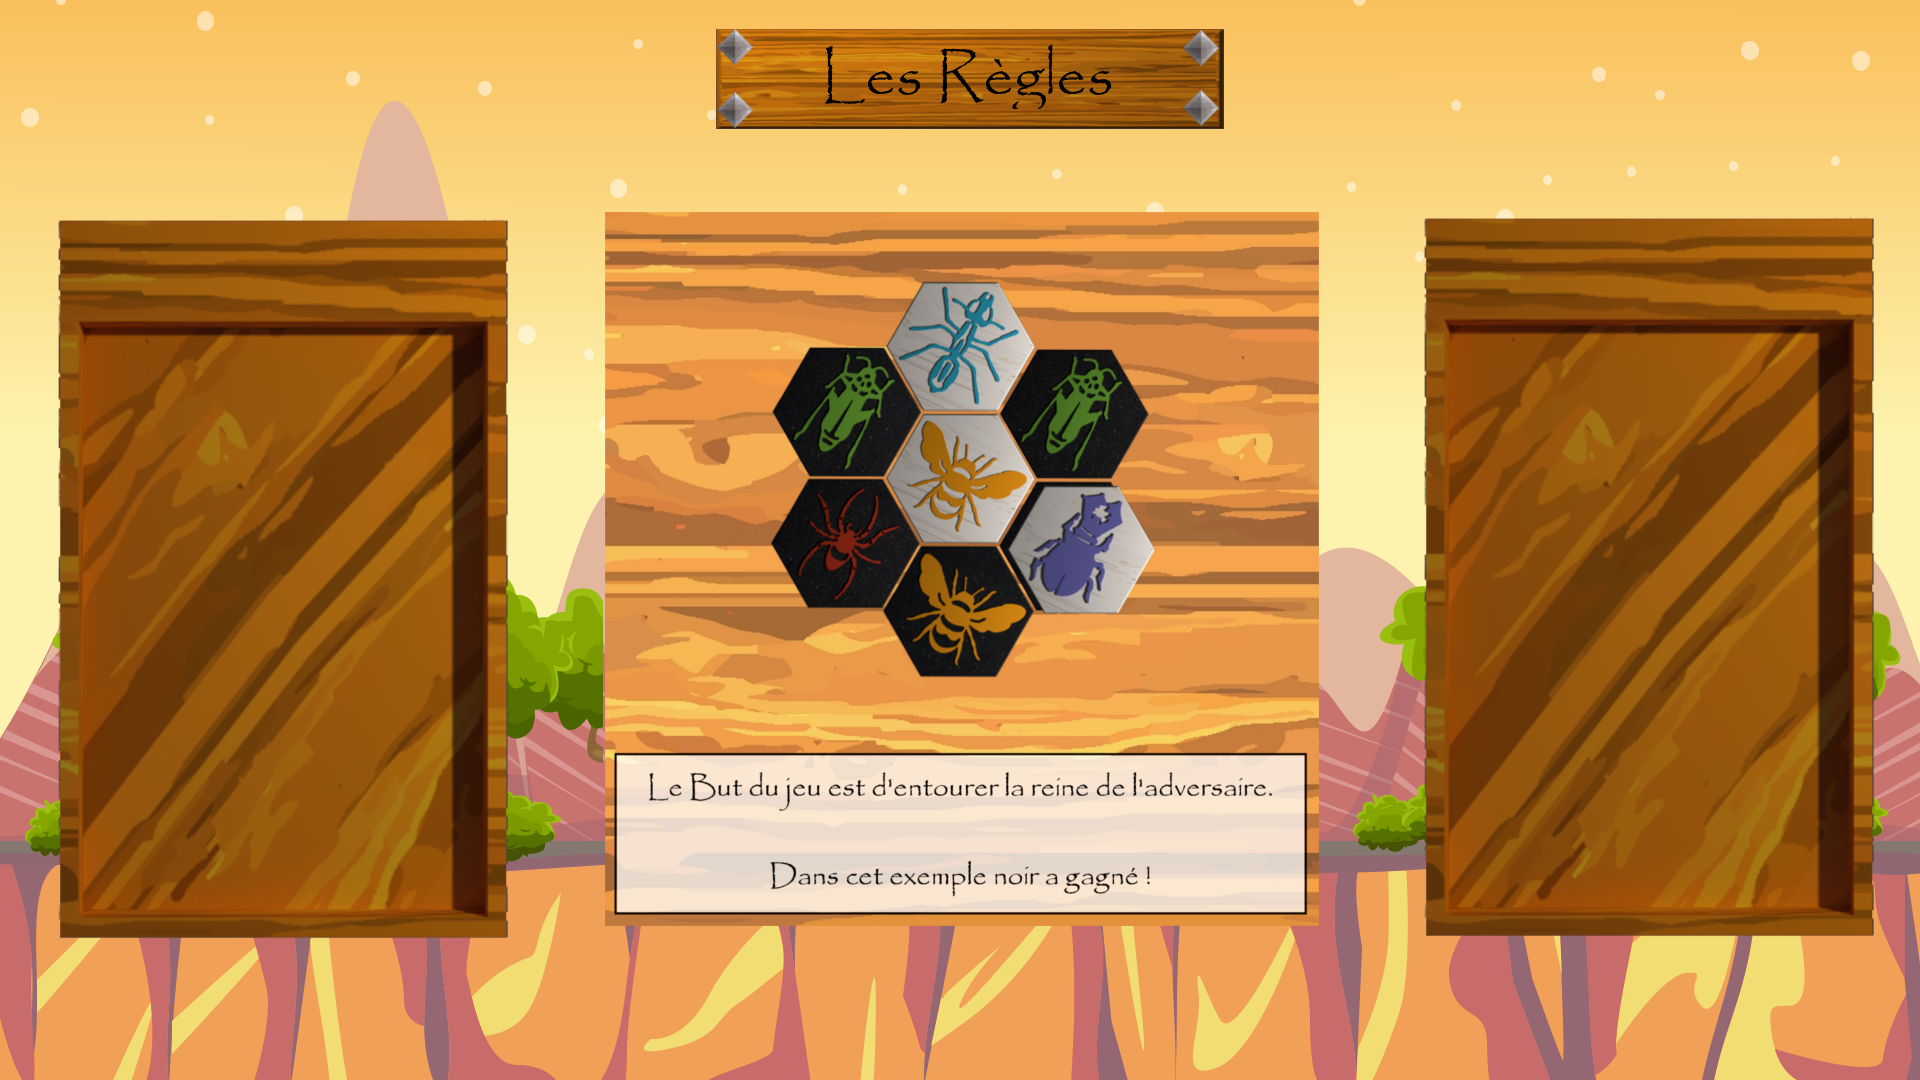 Les Règles
Le But du jeu est d'entourer la reine de l'adversaire.
Dans cet exemple noir a gagné !